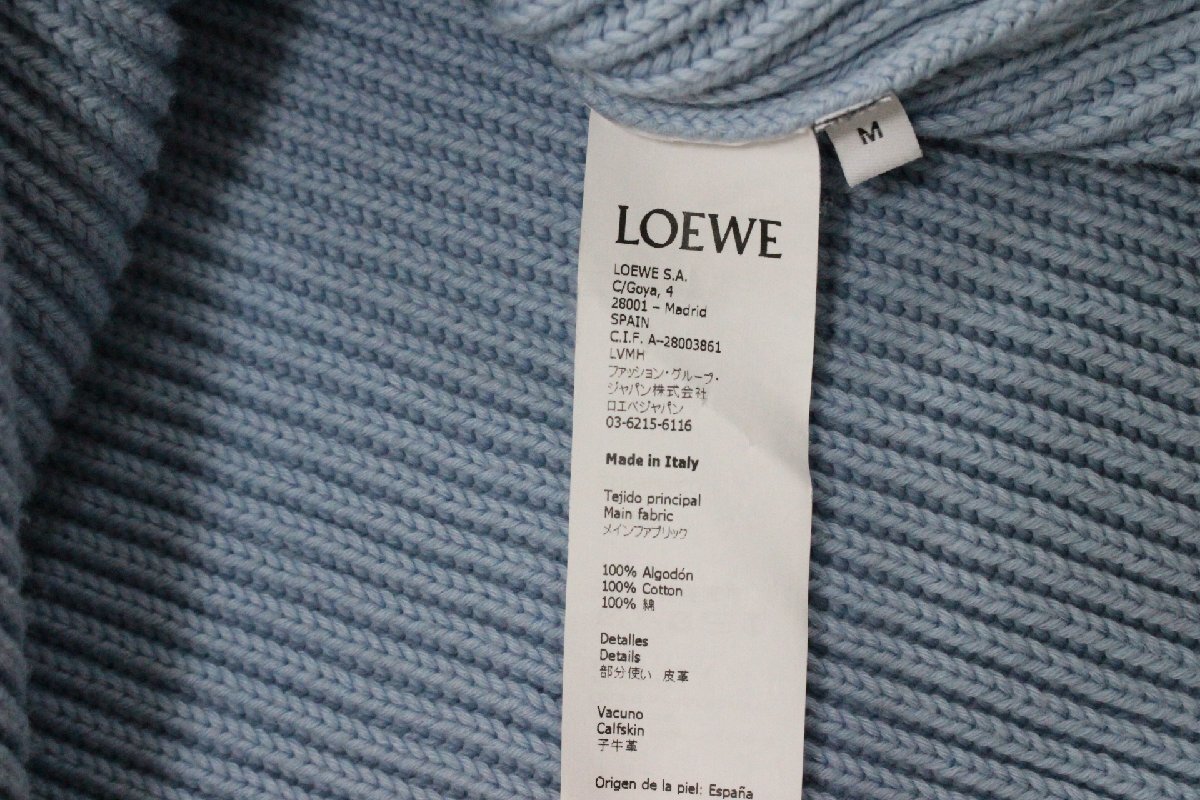 M
LOEWE
LOEWE S.A.
C/Goya, 4
28001 – Madrid
SPAIN
C.I.F. A–28003861
LVMH
ファッション・グループ・
ジャパン株式会社
ロエベジャパン
03-6215-6116
Made in Italy
Tejido principal
Main fabric
メインファブリック
100% Algodón
100% Cotton
100% 綿
Detalles
Details
部分使い 皮革
Vacuno
Calfskin
子牛革
Origen de la piel: España